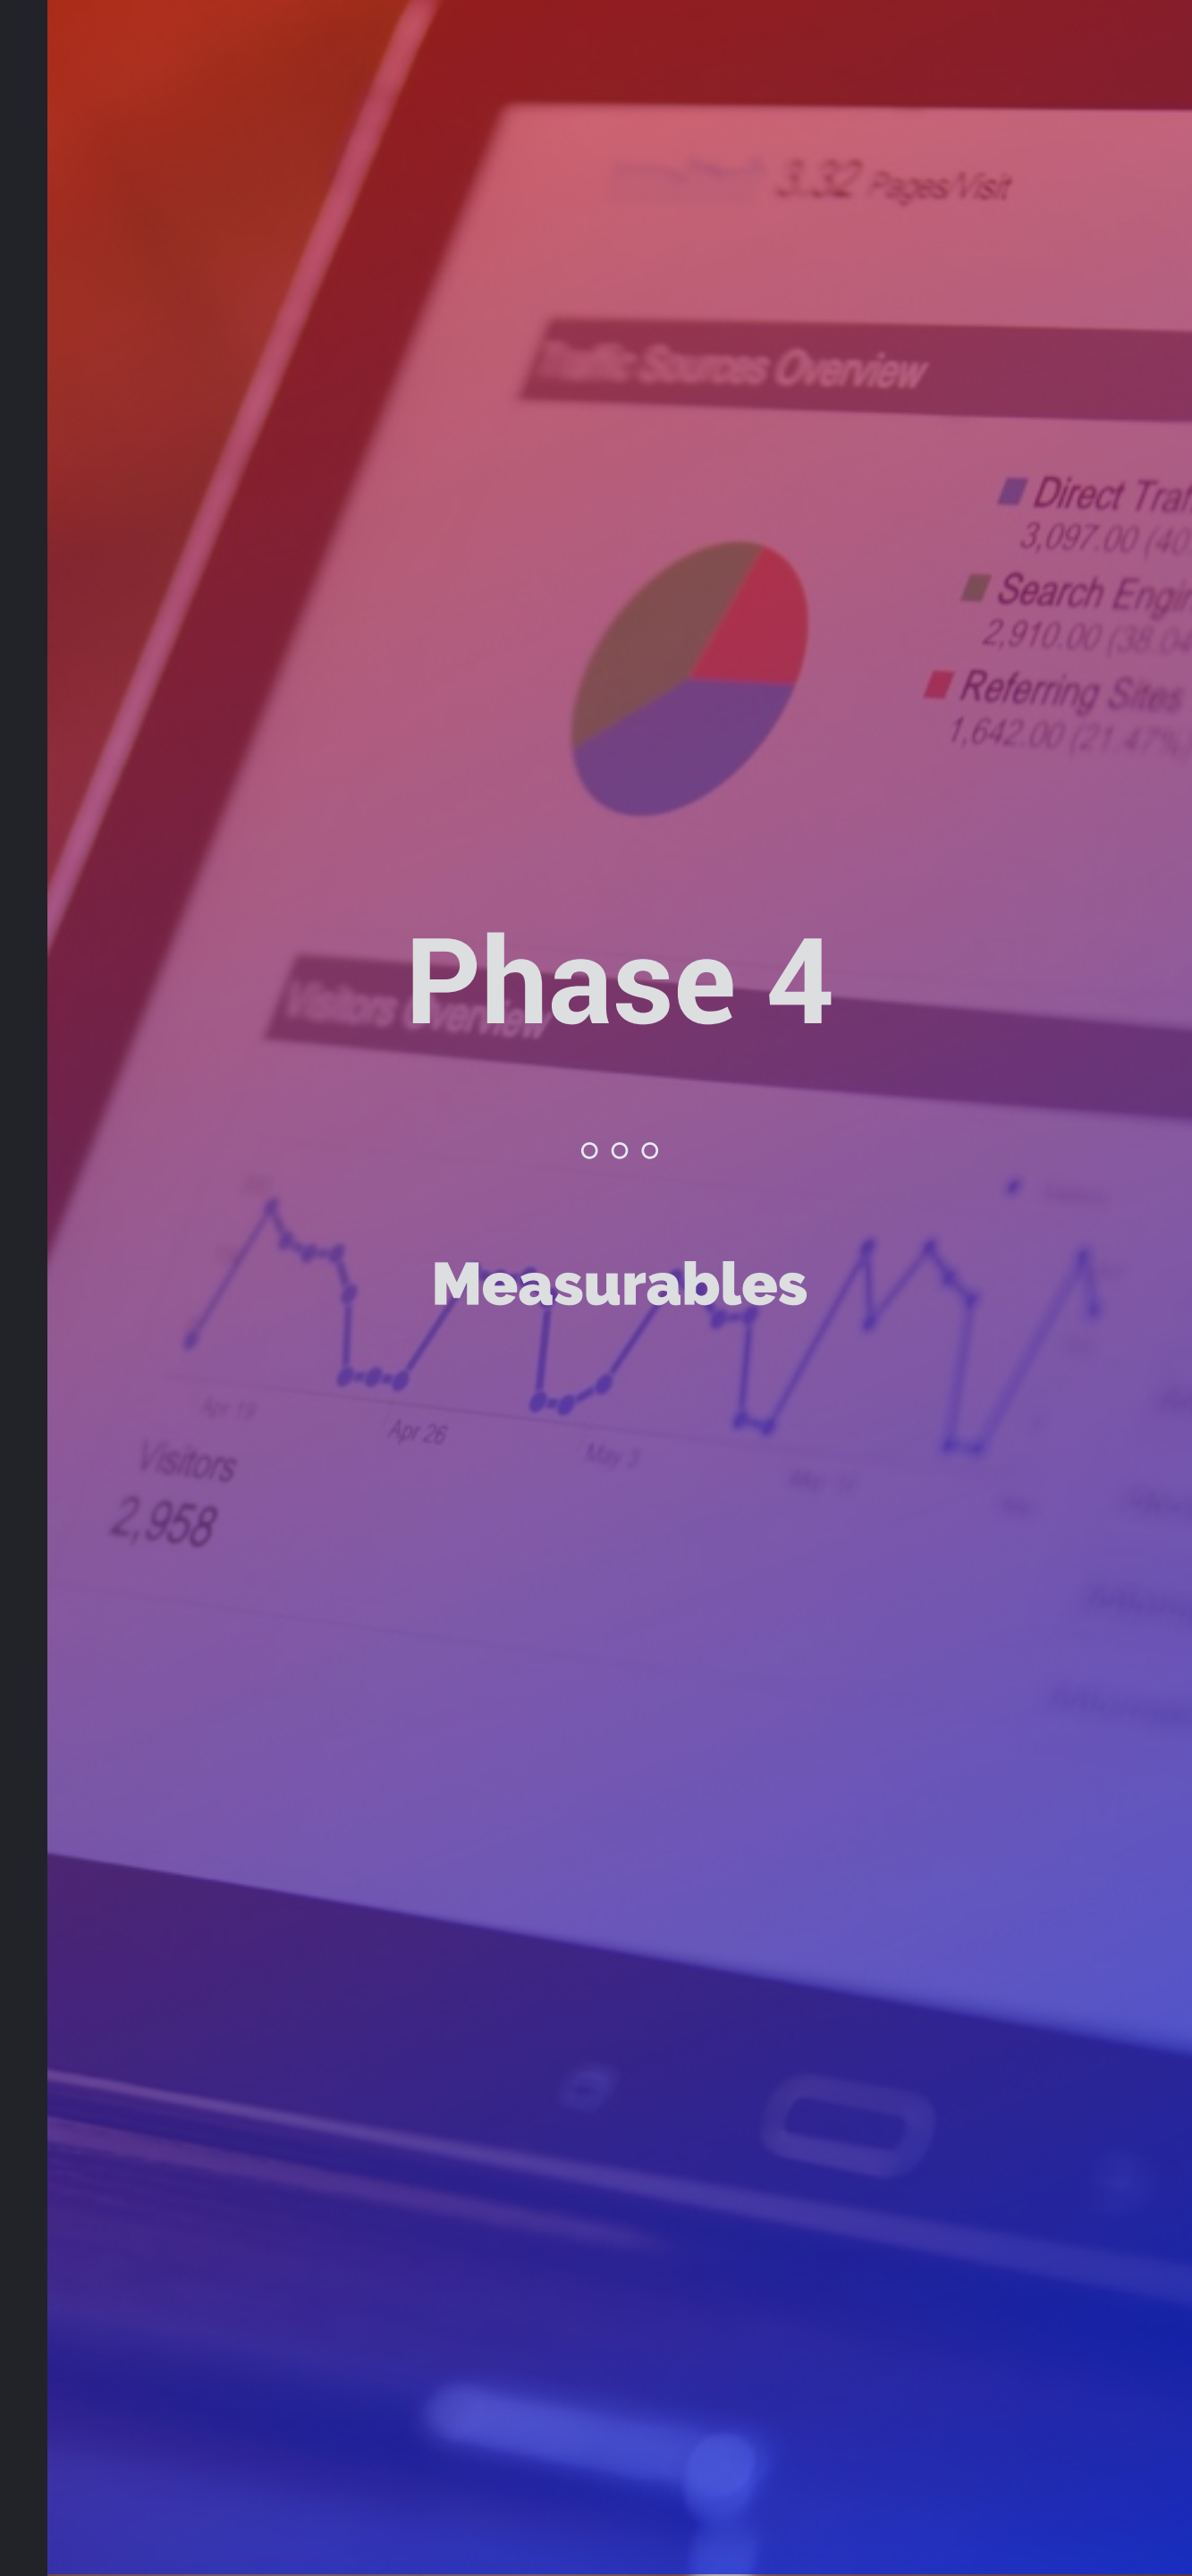 3.32 Pages/Visit
Traffic Sources Overview
Direct Traf
3,097.00 (40
Search Engin
2,910.00 (38.04
Referring Sites
1,642.00 (21.47%)
Phase 4
Visitors Overview
Measurables
Apr 19
Apr 26
May 3
Visitors
2,958